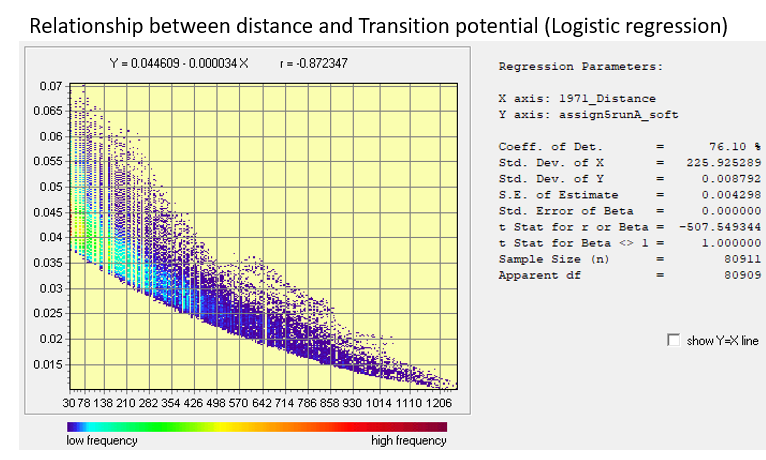 Relationship between distance and Transition potential (Logistic regression)
Y = 0.044609 - 0.000034 X r = -0.872347
0.07
0.065
0.06
0.055
0.05
0.045
0.04
0.035
0.03
0.025
0.02
0.015
30 78 138 210 282 354 426 498 570 642 714 786 858 930 1014 1110 1206
low frequency high frequency
Regression Parameters:
X axis: 1971_Distance
Y axis: assign5runA_soft
Coeff. of Det. = 76.10 %
Std. Dev. of X = 225.925289
Std. Dev. of Y = 0.008792
S.E. of Estimate = 0.004298
Std. Error of Beta = 0.000000
t Stat for r or Beta = -507.549344
t Stat for Beta <> 1 = 1.000000
Sample Size (n) = 80911
Apparent df = 80909
show Y=X line